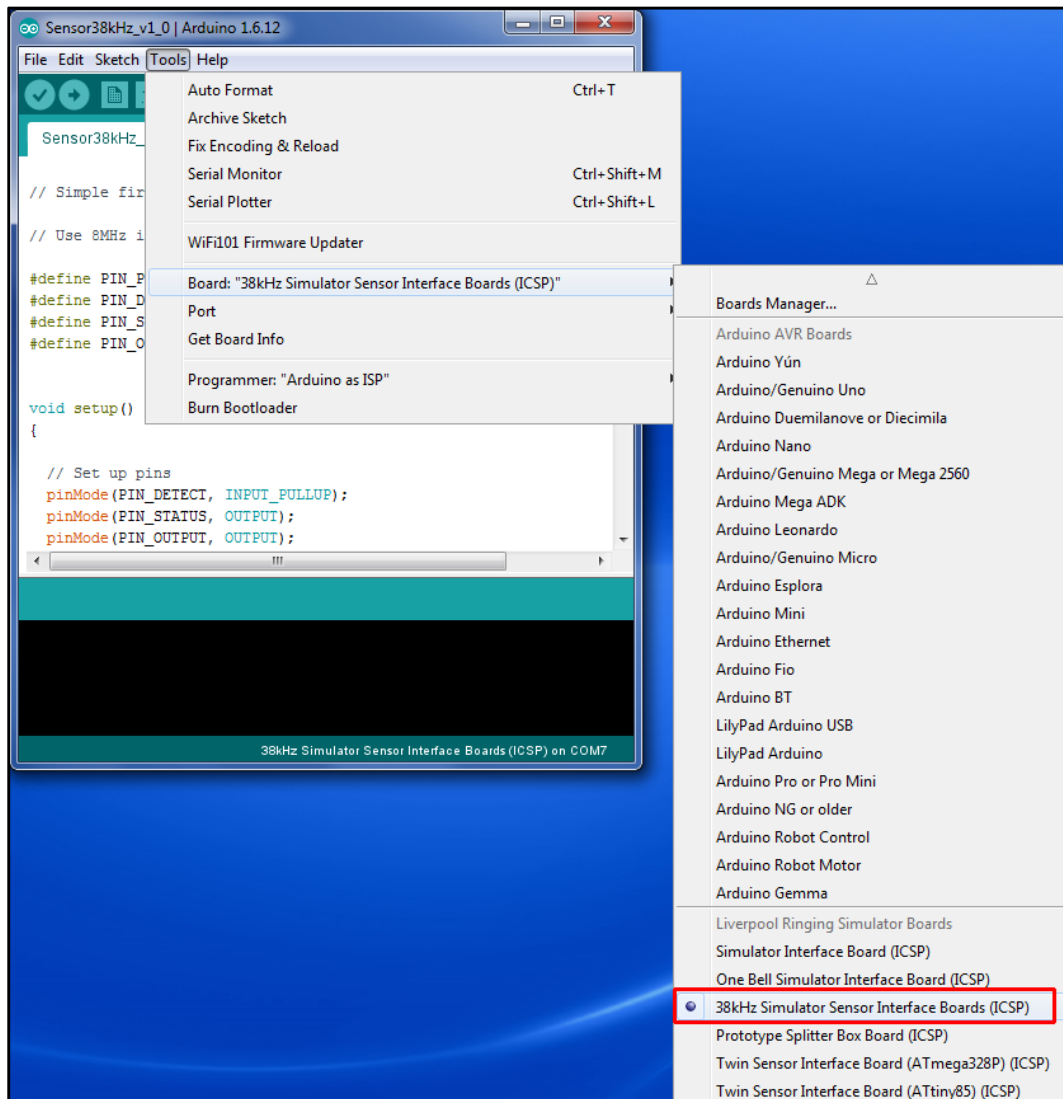 Sensor38kHz_v1_0 | Arduino 1.6.12
File Edit Sketch Tools Help
Auto Format Ctrl+T
Archive Sketch
Fix Encoding & Reload
Serial Monitor Ctrl+Shift+M
Serial Plotter Ctrl+Shift+L
WiFi101 Firmware Updater
Board: "38kHz Simulator Sensor Interface Boards (ICSP)"
Port
Get Board Info
Programmer: "Arduino as ISP"
Burn Bootloader
Sensor38kHz_
// Simple fir
// Use 8MHz i
#define PIN_P
#define PIN_D
#define PIN_S
#define PIN_O
void setup()
{
// Set up pins
pinMode(PIN_DETECT, INPUT_PULLUP);
pinMode(PIN_STATUS, OUTPUT);
pinMode(PIN_OUTPUT, OUTPUT);
38kHz Simulator Sensor Interface Boards (ICSP) on COM7
Boards Manager...
Arduino AVR Boards
Arduino Yún
Arduino/Genuino Uno
Arduino Duemilanove or Diecimila
Arduino Nano
Arduino/Genuino Mega or Mega 2560
Arduino Mega ADK
Arduino Leonardo
Arduino/Genuino Micro
Arduino Esplora
Arduino Mini
Arduino Ethernet
Arduino Fio
Arduino BT
LilyPad Arduino USB
LilyPad Arduino
Arduino Pro or Pro Mini
Arduino NG or older
Arduino Robot Control
Arduino Robot Motor
Arduino Gemma
Liverpool Ringing Simulator Boards
Simulator Interface Board (ICSP)
One Bell Simulator Interface Board (ICSP)
38kHz Simulator Sensor Interface Boards (ICSP)
Prototype Splitter Box Board (ICSP)
Twin Sensor Interface Board (ATmega328P) (ICSP)
Twin Sensor Interface Board (ATtiny85) (ICSP)